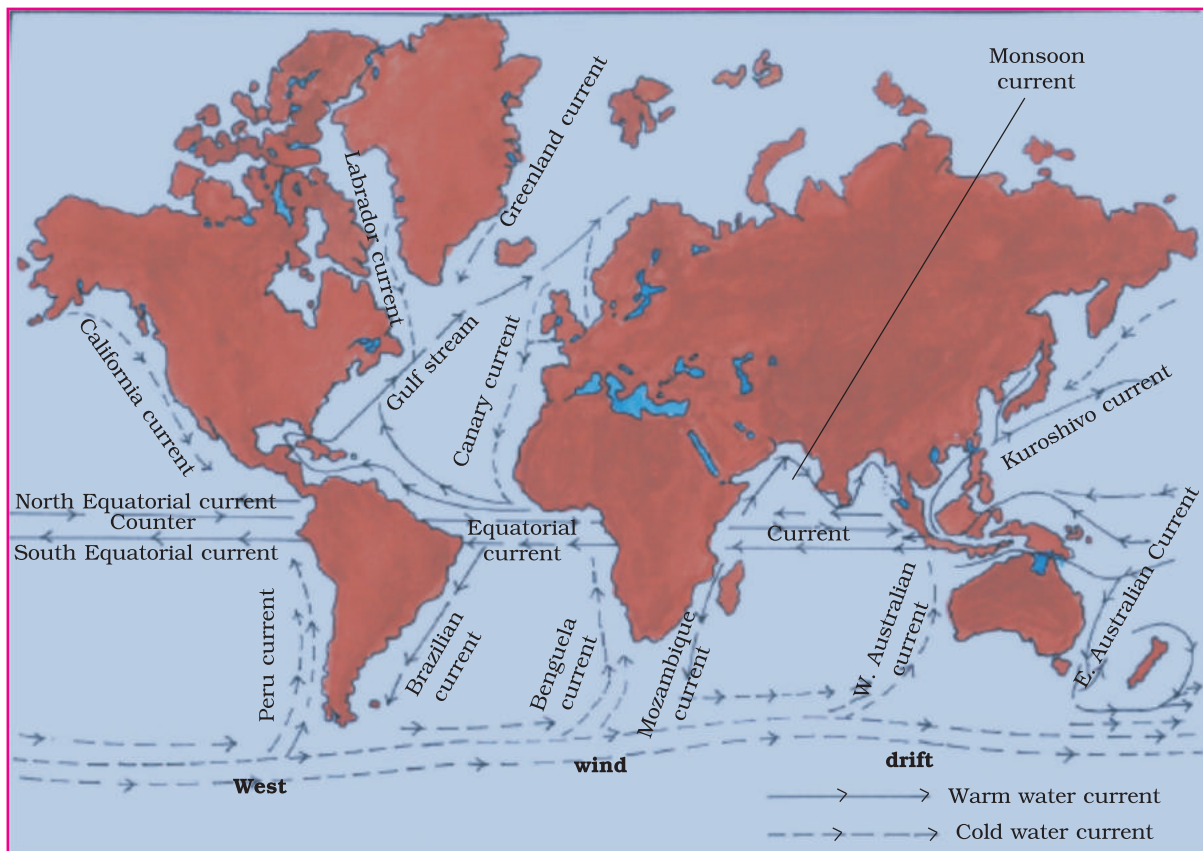 Monsoon
current
Greenland current
Labrador current
California current
Gulf stream
Canary current
Kuroshivo current
North Equatorial current
Counter
South Equatorial current
Equatorial
current
Current
E. Australian Current
Peru current
Brazilian
current
Benguela
current
Mozambique
current
W. Australian
current
West
wind
drift
Warm water current
Cold water current